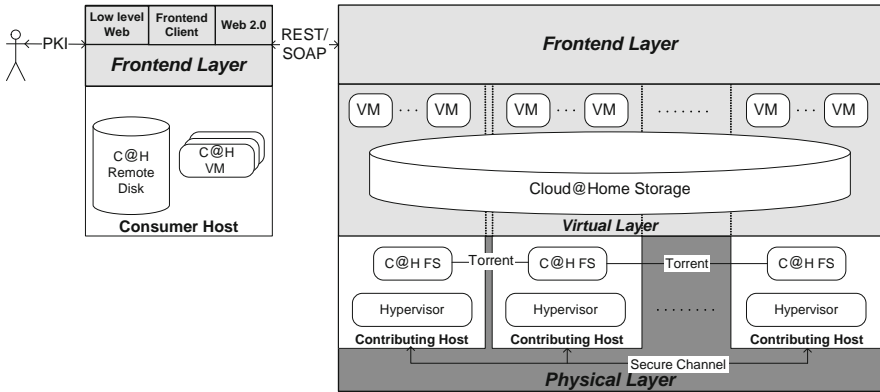 Low level Web
Frontend Client
Web 2.0
PKI
Frontend Layer
C@H Remote Disk
C@H VM
Consumer Host
REST/ SOAP
Frontend Layer
VM ... VM
VM ... VM
.......
VM ... VM
Cloud@Home Storage
Virtual Layer
C@H FS
Torrent
C@H FS
Torrent
C@H FS
Hypervisor
Hypervisor
........
Hypervisor
Contributing Host
Contributing Host
Contributing Host
Secure Channel
Physical Layer